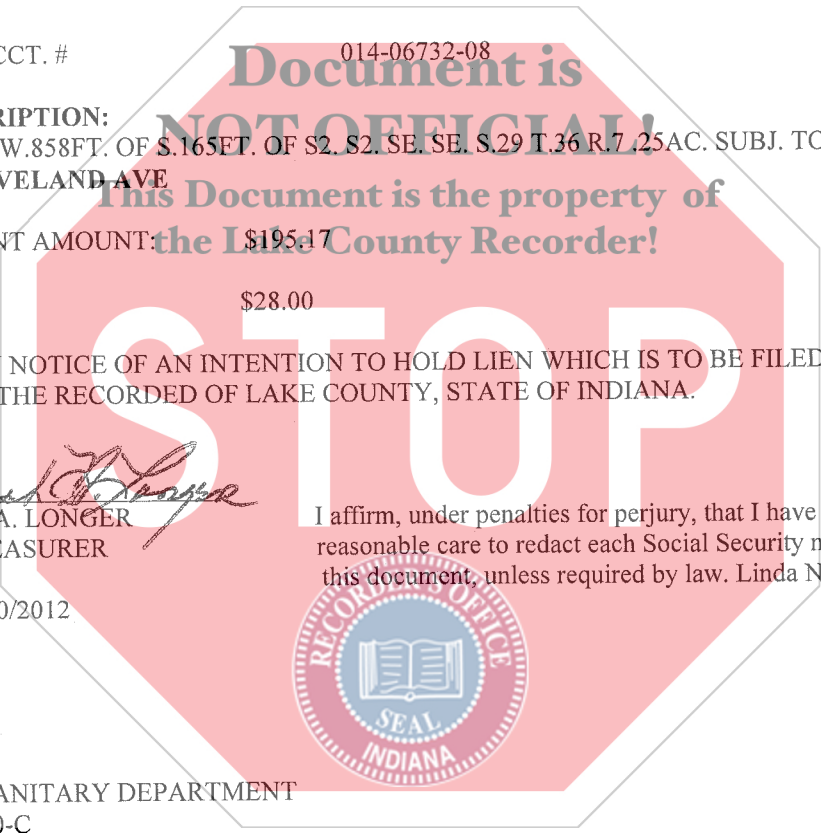 CCT. # 014-06732-08
Document is
RIPTION:
NOT OFFICIAL!
W.858FT. OF S.165FT. OF S2. S2. SE. SE. S.29 T.36 R.7 .25AC. SUBJ. TO
VELAND AVE
This Document is the property of
NT AMOUNT: $195.17
the Lake County Recorder!
$28.00
NOTICE OF AN INTENTION TO HOLD LIEN WHICH IS TO BE FILED
THE RECORDED OF LAKE COUNTY, STATE OF INDIANA.
STOP
A. LONGER
EASURER
I affirm, under penalties for perjury, that I have
reasonable care to redact each Social Security n
this document, unless required by law. Linda N
0/2012
RECORDER'S OFFICE
SEAL
INDIANA
ANITARY DEPARTMENT
0-C